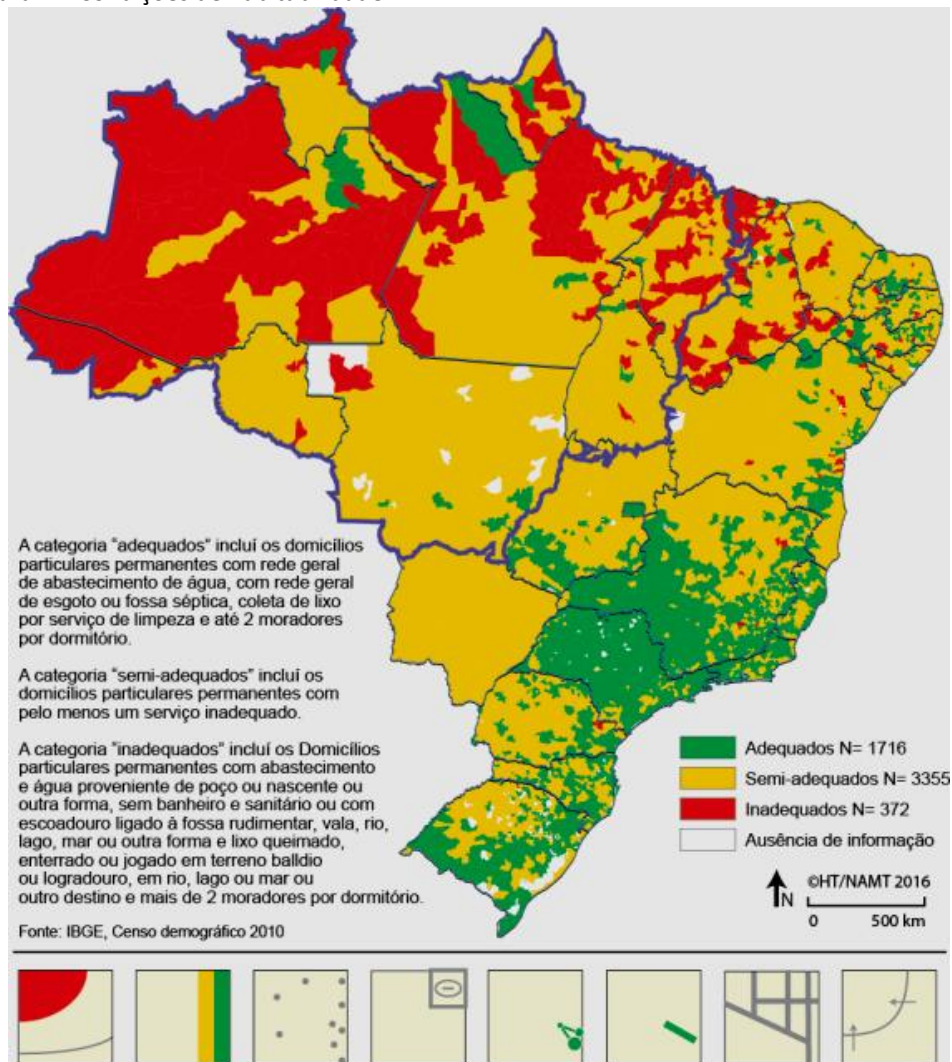 A categoria "adequados" incluí os domicílios
particulares permanentes com rede geral
de abastecimento de água, com rede geral
de esgoto ou fossa séptica, coleta de lixo
por serviço de limpeza e até 2 moradores
por dormitório.
A categoria "semi-adequados" incluí os
domicílios particulares permanentes com
pelo menos um serviço inadequado.
A categoria "inadequados" incluí os Domicílios
particulares permanentes com abastecimento
e água proveniente de poço ou nascente ou
outra forma, sem banheiro e sanitário ou com
escoadouro ligado à fossa rudimentar, vala, rio,
lago, mar ou outra forma e lixo queimado,
enterrado ou jogado em terreno balldio
ou logradouro, em rio, lago ou mar ou
outro destino e mais de 2 moradores por dormitório.
Fonte: IBGE, Censo demográfico 2010
Adequados N= 1716
Semi-adequados N= 3355
Inadequados N= 372
Ausência de informação
N
©HT/NAMT 2016
0 500 km